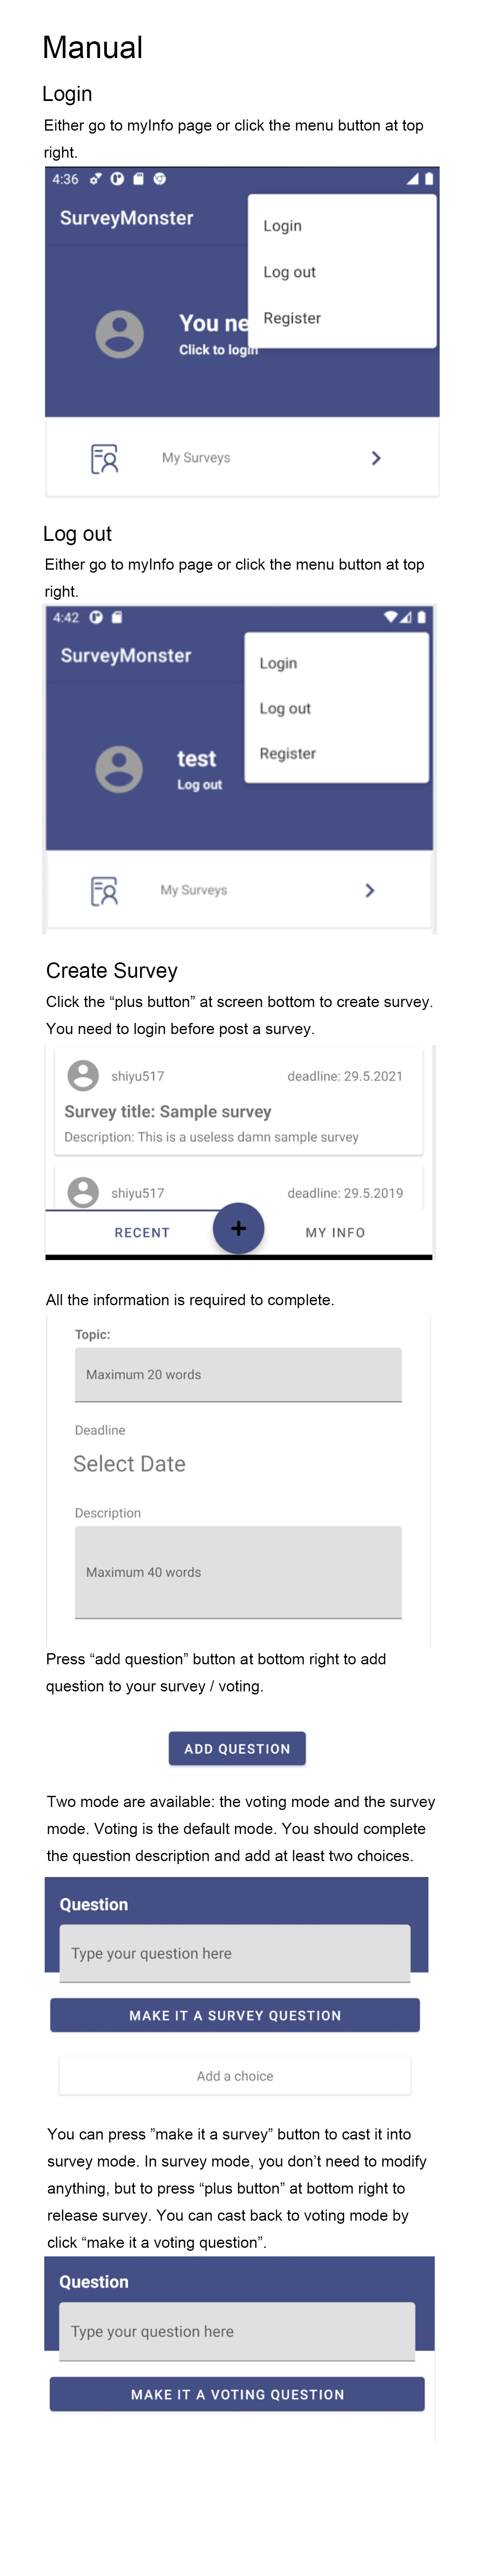 Manual
Login
Either go to myInfo page or click the menu button at top
right.
4:36
SurveyMonster
Login
Log out
Register
You ne
Click to login
My Surveys
Log out
Either go to myInfo page or click the menu button at top
right.
4:42
SurveyMonster
Login
Log out
Register
test
Log out
My Surveys
Create Survey
Click the “plus button” at screen bottom to create survey.
You need to login before post a survey.
shiyu517 deadline: 29.5.2021
Survey title: Sample survey
Description: This is a useless damn sample survey
shiyu517 deadline: 29.5.2019
RECENT + MY INFO
All the information is required to complete.
Topic:
Maximum 20 words
Deadline
Select Date
Description
Maximum 40 words
Press “add question” button at bottom right to add
question to your survey / voting.
ADD QUESTION
Two mode are available: the voting mode and the survey
mode. Voting is the default mode. You should complete
the question description and add at least two choices.
Question
Type your question here
MAKE IT A SURVEY QUESTION
Add a choice
You can press ”make it a survey” button to cast it into
survey mode. In survey mode, you don’t need to modify
anything, but to press “plus button” at bottom right to
release survey. You can cast back to voting mode by
click “make it a voting question”.
Question
Type your question here
MAKE IT A VOTING QUESTION